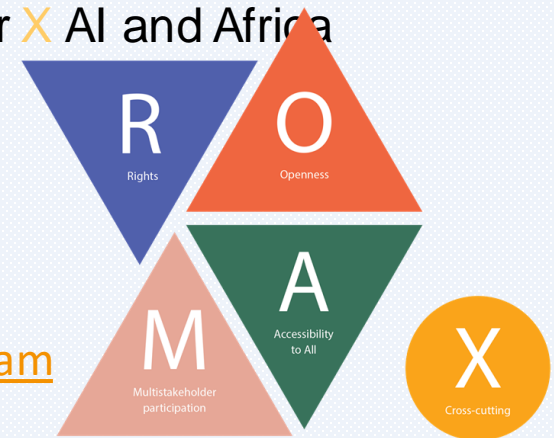 r X AI and Africa
R
Rights
O
Openness
A
Accessibility
to All
M
Multistakeholder
participation
X
Cross-cutting
am